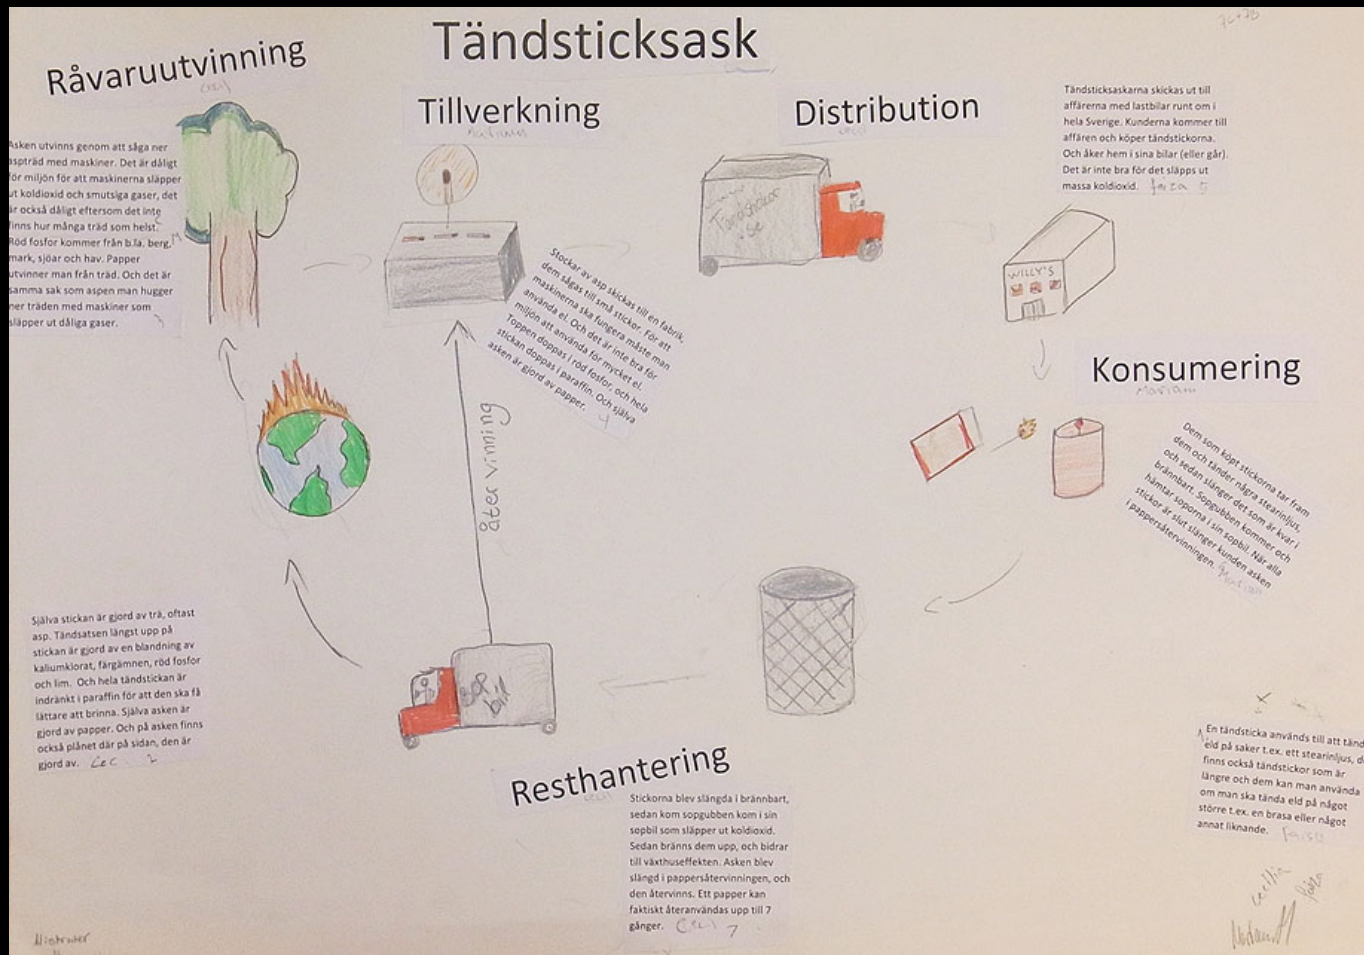 Tändsticksask
Råvaruutvinning
Asken utvinns genom att såga ner
aspträd med maskiner. Det är dåligt
för miljön för att maskinerna släpper
ut koldioxid och smutsiga gaser, det
är också dåligt eftersom det inte
finns hur många träd som helst.
Röd fosfor kommer från b.la. berg,
mark, sjöar och hav. Papper
utvinner man från träd. Och det är
samma sak som aspen man hugger
ner träden med maskiner som
släpper ut dåliga gaser.
Tillverkning
Stockar av asp skickas till en fabrik,
dem sågas till små stickor. För att
maskinerna ska fungera måste man
använda el. Och det är inte bra för
miljön att använda för mycket el.
Toppen doppas i röd fosfor, och hela
stickan doppas i paraffin. Och själva
asken är gjord av papper. 4
Distribution
Tändstickor
.se
Tändsticksaskarna skickas ut till
affärerna med lastbilar runt om i
hela Sverige. Kunderna kommer till
affären och köper tändstickorna.
Och åker hem i sina bilar (eller går).
Det är inte bra för det släpps ut
massa koldioxid. faiza 5
WILLY'S
Konsumering
Mariam
Dem som köpt stickorna tar fram
dem och tänder några stearinljus,
och sedan slänger det som är kvar i
brännbart. Sopgubben kommer och
hämtar soporna i sin sopbil. När alla
stickor är slut slänger kunden asken
i pappersåtervinningen.
återvinning
Sop
bil
Resthantering
Stickorna blev slängda i brännbart,
sedan kom sopgubben kom i sin
sopbil som släpper ut koldioxid.
Sedan bränns dem upp, och bidrar
till växthuseffekten. Asken blev
slängd i pappersåtervinningen, och
den återvinns. Ett papper kan
faktiskt återanvändas upp till 7
gånger. 7
Själva stickan är gjord av trä, oftast
asp. Tändsatsen längst upp på
stickan är gjord av en blandning av
kaliumklorat, färgämnen, röd fosfor
och lim. Och hela tändstickan är
indränkt i paraffin för att den ska få
lättare att brinna. Själva asken är
gjord av papper. Och på asken finns
också plånet där på sidan, den är
gjord av. Cec 2
En tändsticka används till att tänd
eld på saker t.ex. ett stearinljus, d
finns också tändstickor som är
längre och dem kan man använda
om man ska tända eld på något
större t.ex. en brasa eller något
annat liknande.
cecilia
faiza